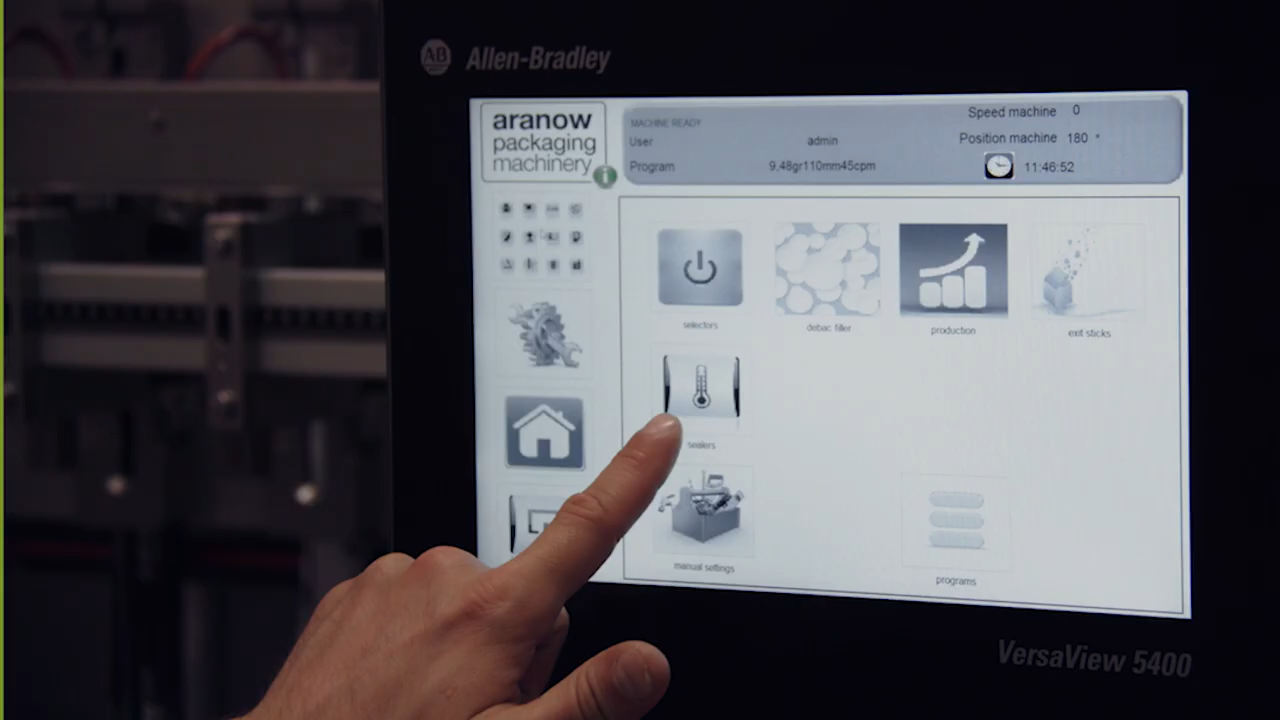 AB Allen-Bradley
aranow
packaging
machinery
i
MACHINE READY
User admin
Program 9,48gr110mm45cpm
Speed machine 0
Position machine 180 °
11:46:52
selectors
debac filler
production
exit sticks
sealers
manual settings
programs
VersaView 5400